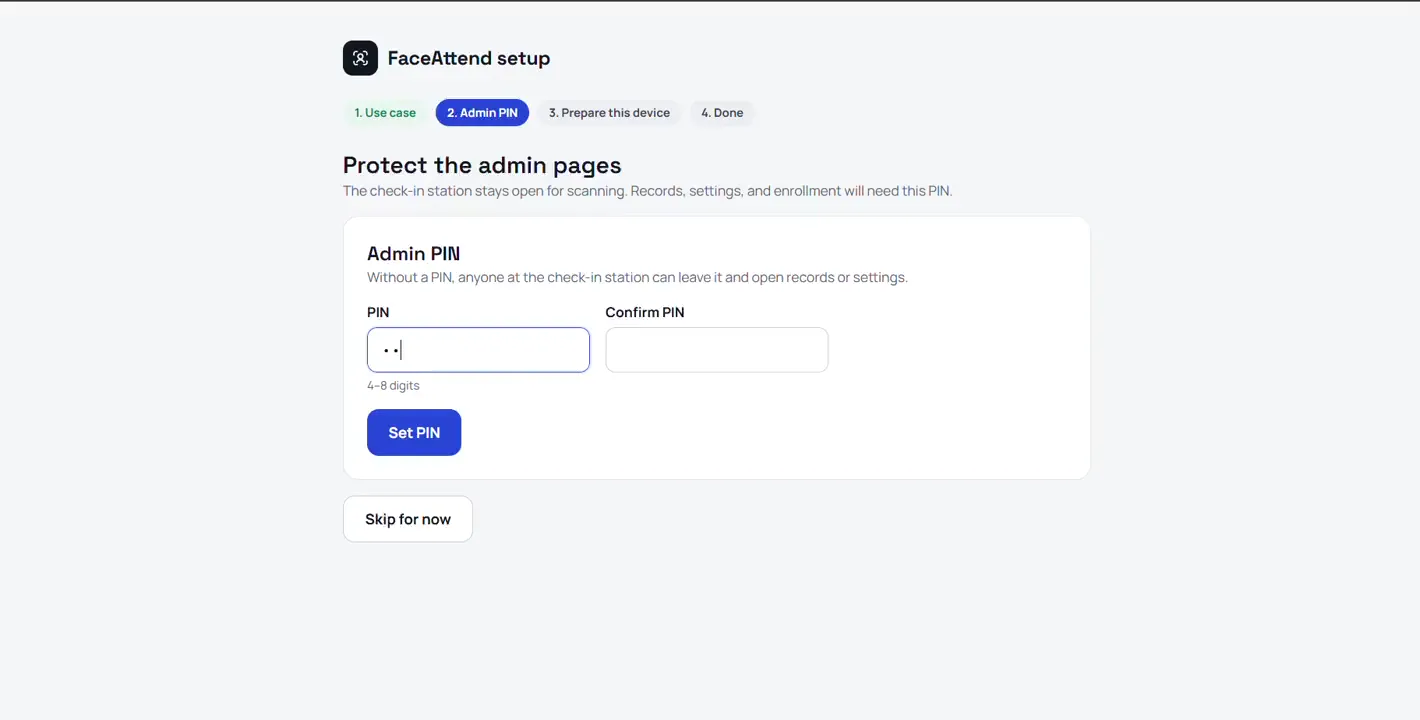 FaceAttend setup
1. Use case 2. Admin PIN 3. Prepare this device 4. Done
Protect the admin pages
The check-in station stays open for scanning. Records, settings, and enrollment will need this PIN.
Admin PIN
Without a PIN, anyone at the check-in station can leave it and open records or settings.
PIN Confirm PIN
••
4–8 digits
Set PIN
Skip for now